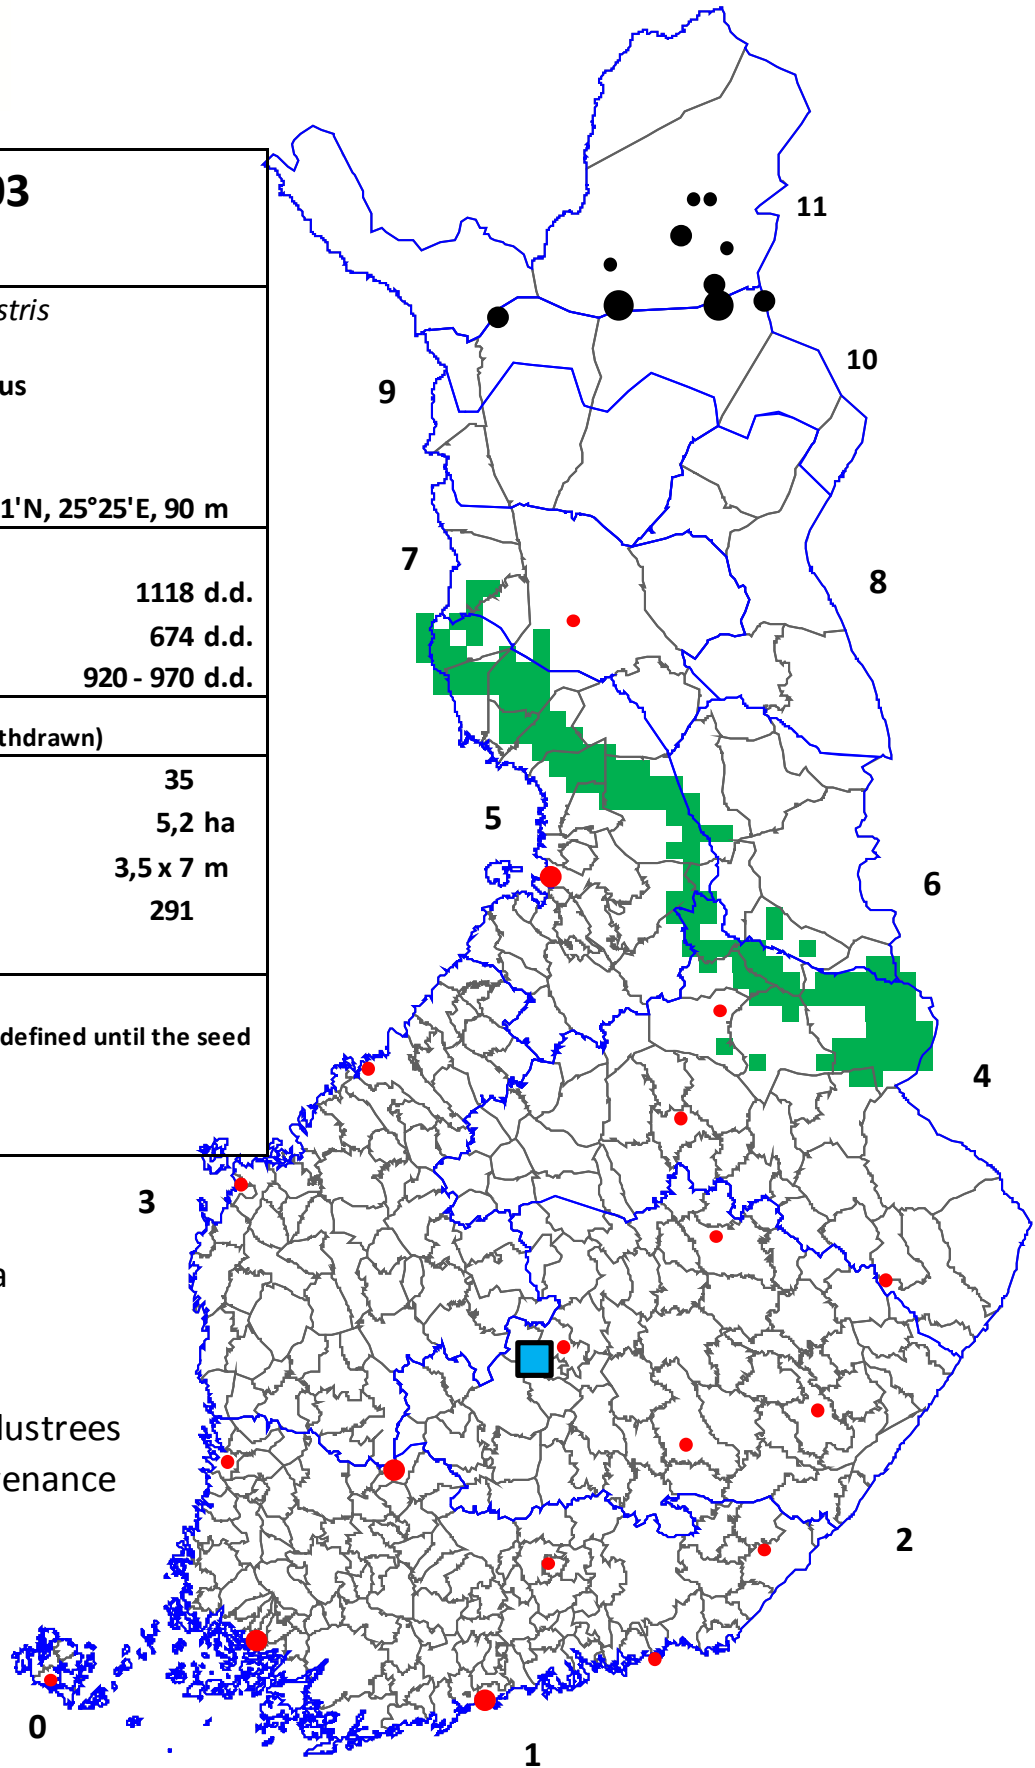 03
stris
us
1'N, 25°25'E, 90 m
1118 d.d.
674 d.d.
920 - 970 d.d.
thdrawn)
35
5,2 ha
3,5 x 7 m
291
defined until the seed
a
lustrees
venance
11
10
9
7
8
5
6
4
3
2
0
1